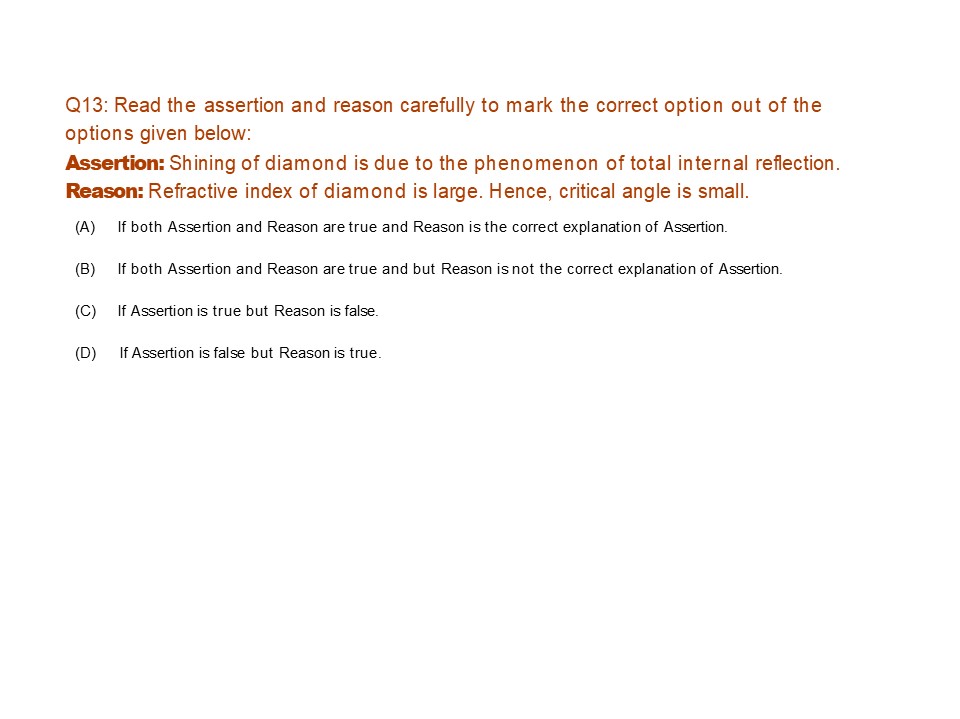 Q13: Read the assertion and reason carefully to mark the correct option out of the
options given below:
Assertion: Shining of diamond is due to the phenomenon of total internal reflection.
Reason: Refractive index of diamond is large. Hence, critical angle is small.
(A) If both Assertion and Reason are true and Reason is the correct explanation of Assertion.
(B) If both Assertion and Reason are true and but Reason is not the correct explanation of Assertion.
(C) If Assertion is true but Reason is false.
(D) If Assertion is false but Reason is true.